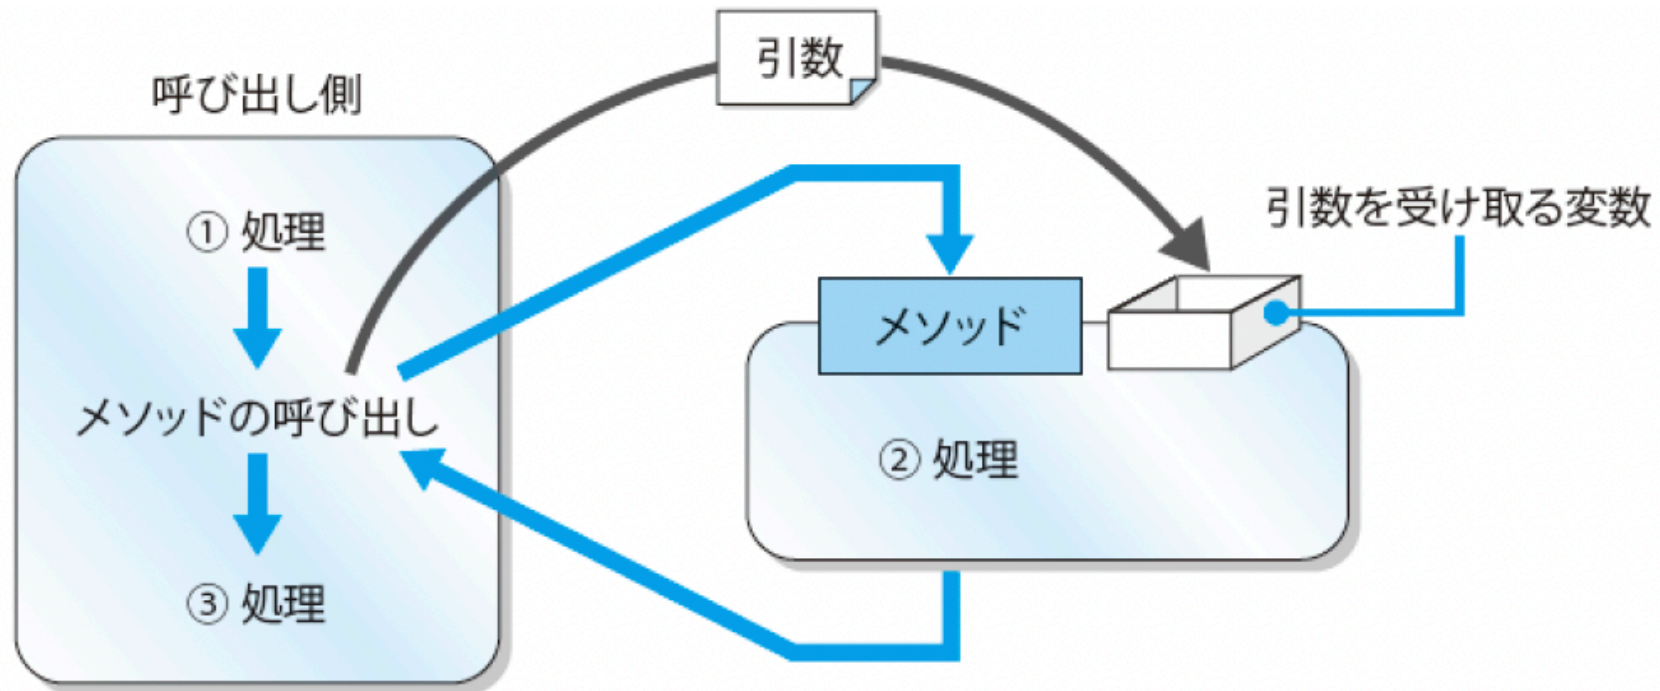 引数
呼び出し側
① 処理
引数を受け取る変数
メソッド
メソッドの呼び出し
② 処理
③ 処理